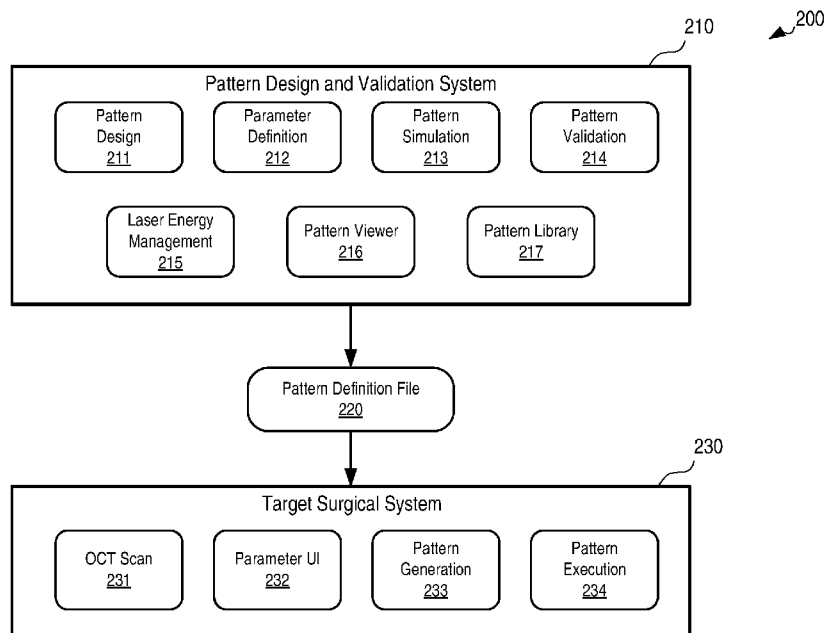 200
210
Pattern Design and Validation System
Pattern
Design
211
Parameter
Definition
212
Pattern
Simulation
213
Pattern
Validation
214
Laser Energy
Management
215
Pattern Viewer
216
Pattern Library
217
Pattern Definition File
220
230
Target Surgical System
OCT Scan
231
Parameter UI
232
Pattern
Generation
233
Pattern
Execution
234